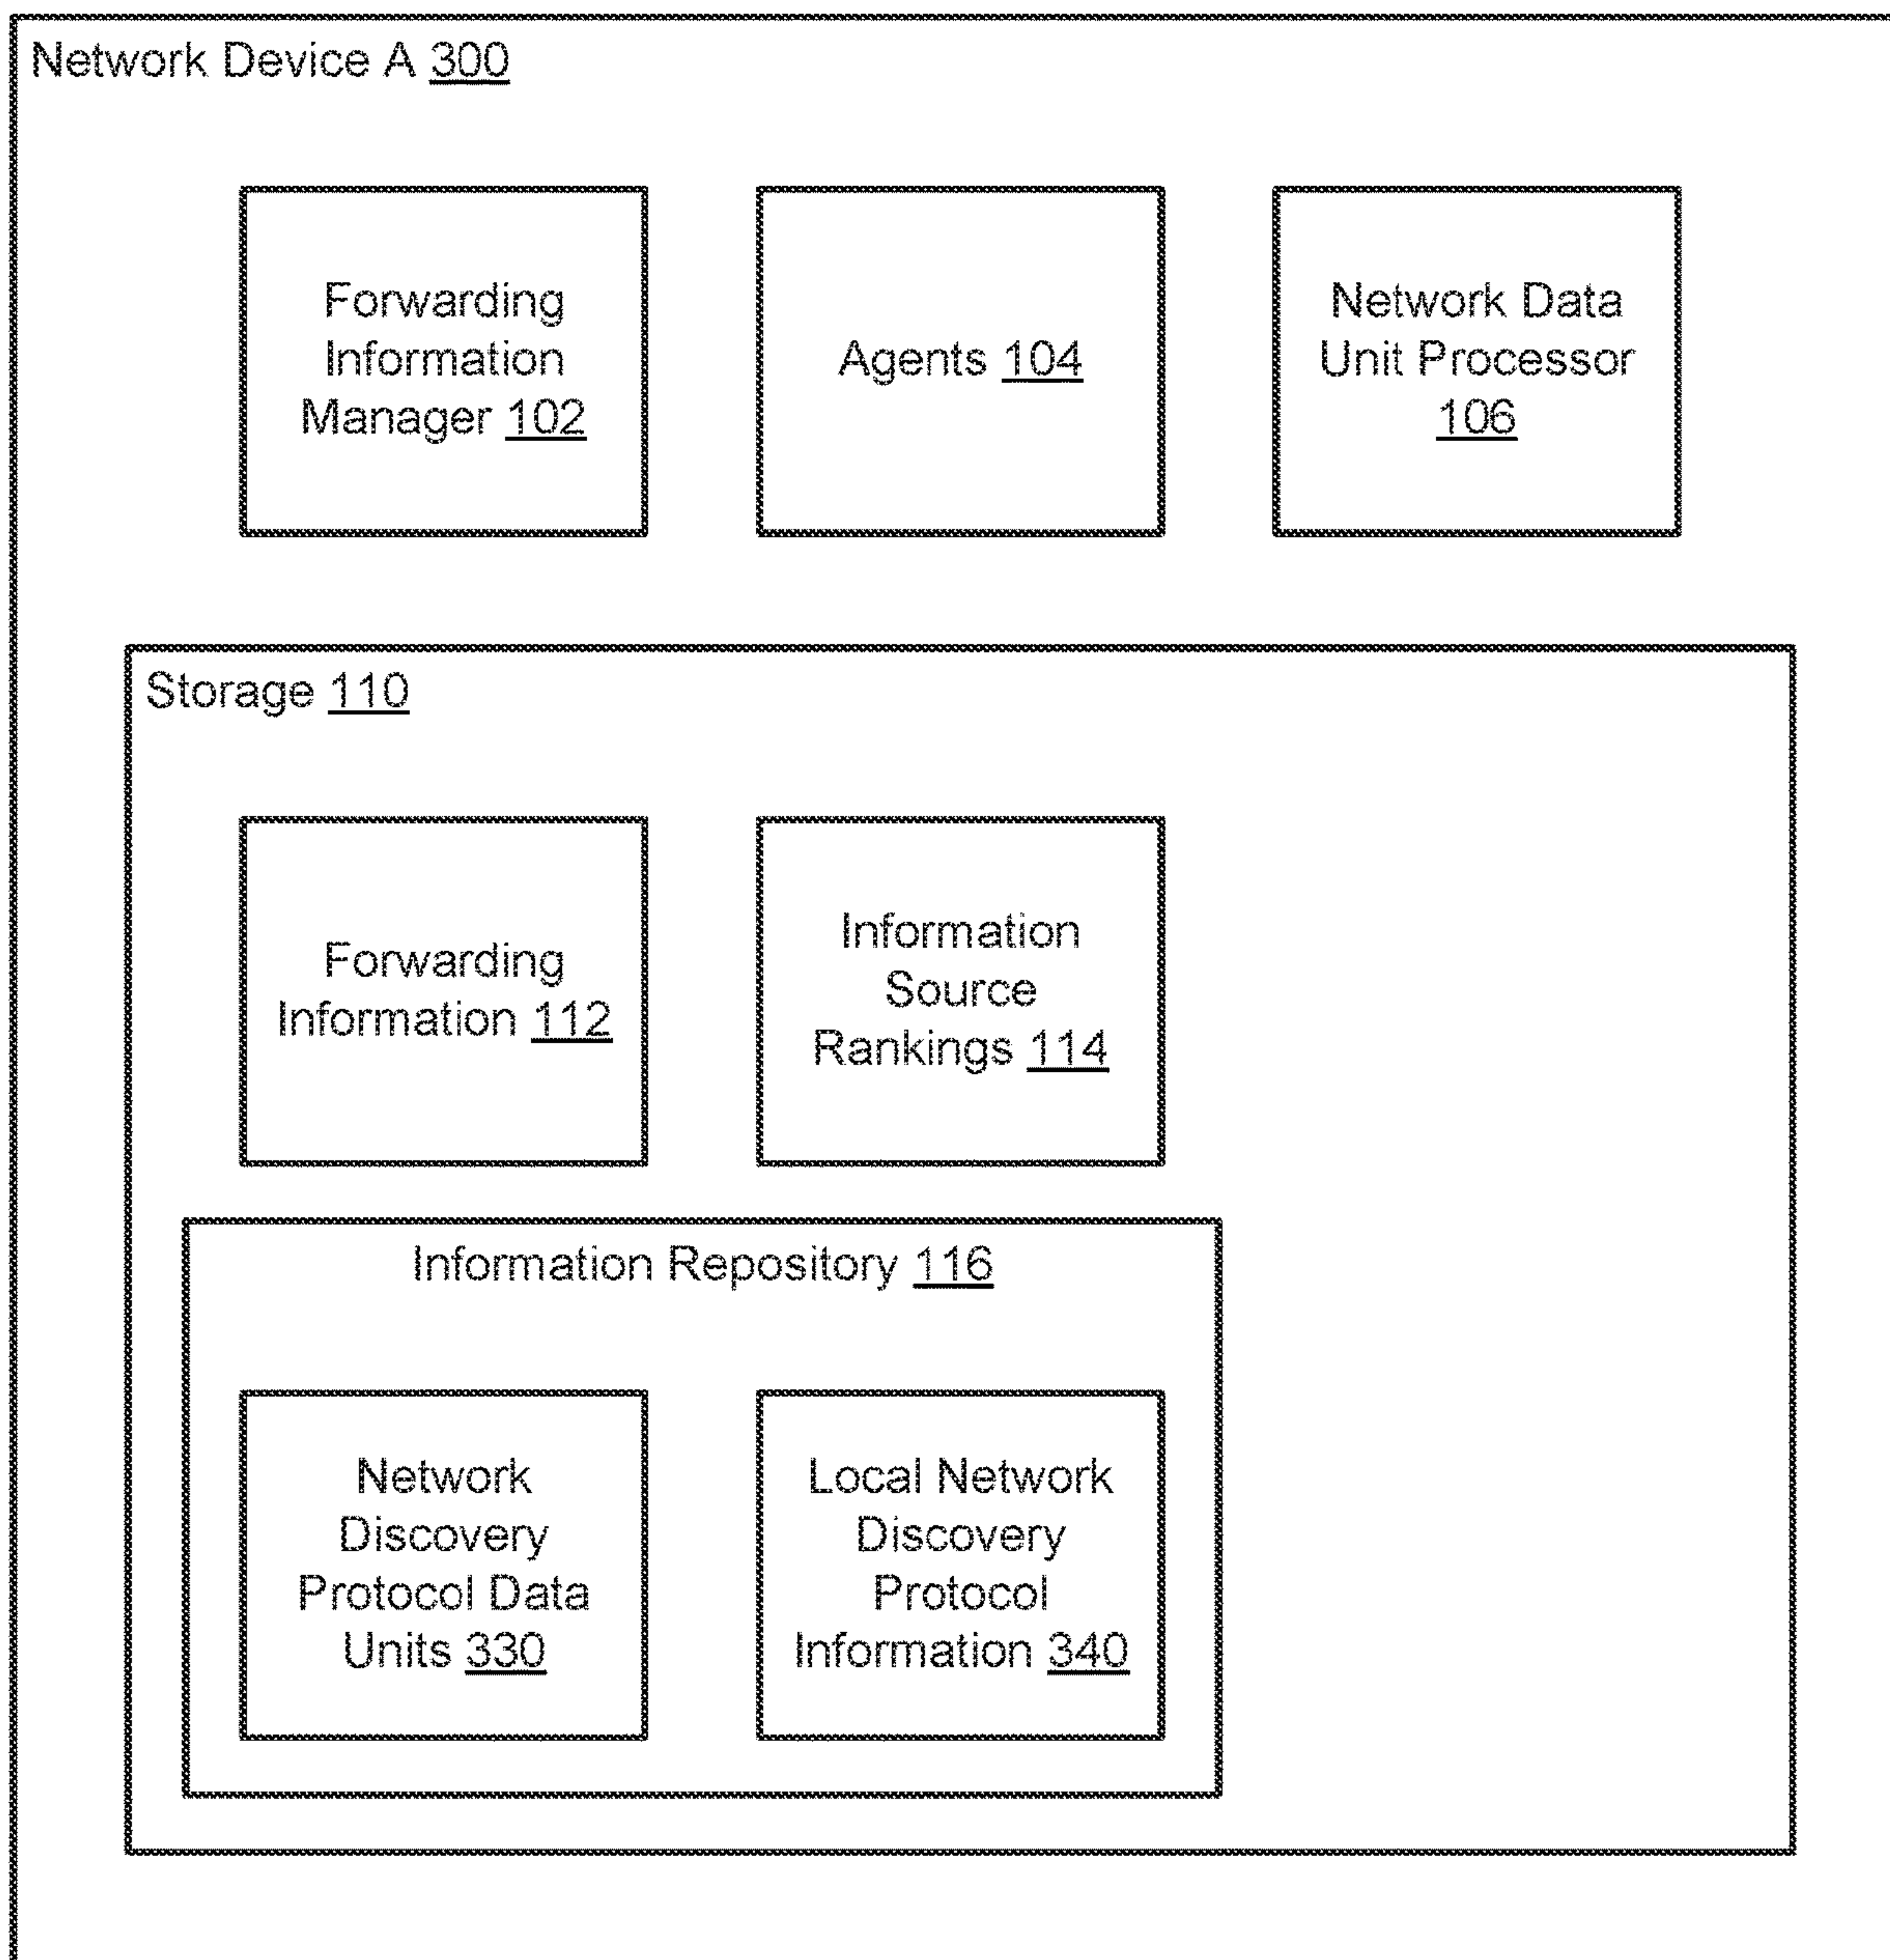 Network Device A 300
Forwarding
Information
Manager 102
Agents 104
Network Data
Unit Processor
106
Storage 110
Forwarding
Information 112
Information
Source
Rankings 114
Information Repository 116
Network
Discovery
Protocol Data
Units 330
Local Network
Discovery
Protocol
Information 340